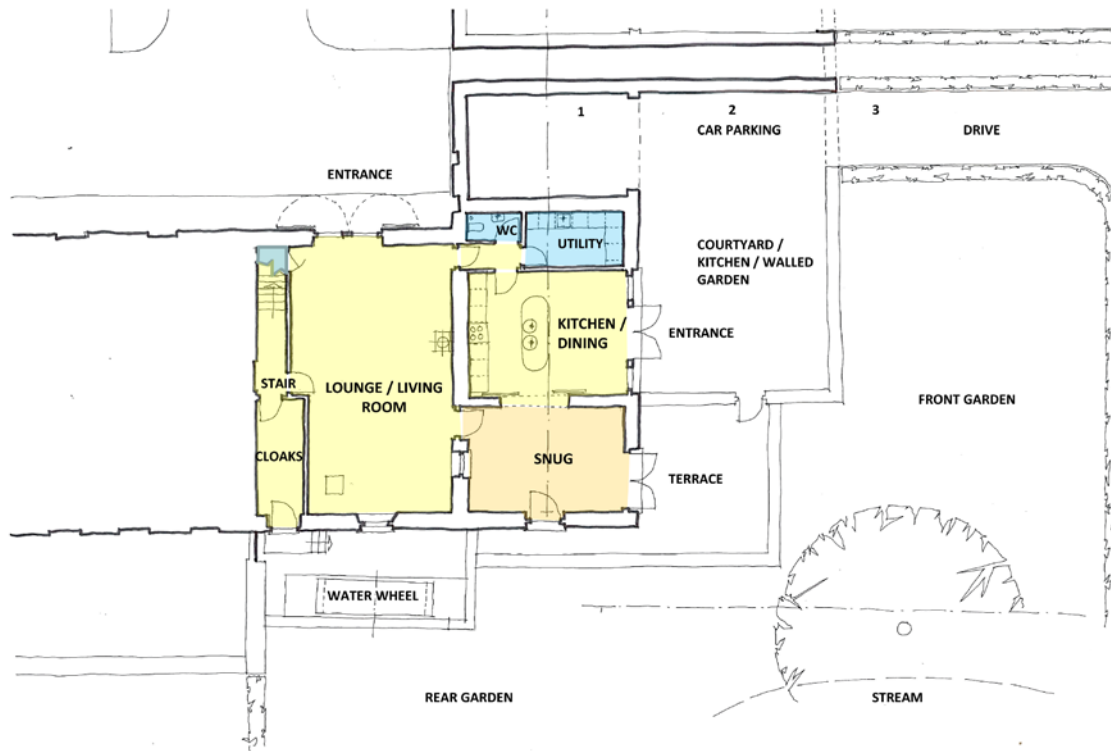 1
2
3
CAR PARKING
DRIVE
ENTRANCE
WC
UTILITY
COURTYARD /
KITCHEN / WALLED
GARDEN
KITCHEN /
DINING
ENTRANCE
STAIR
LOUNGE / LIVING
ROOM
FRONT GARDEN
CLOAKS
SNUG
TERRACE
WATER WHEEL
REAR GARDEN
STREAM